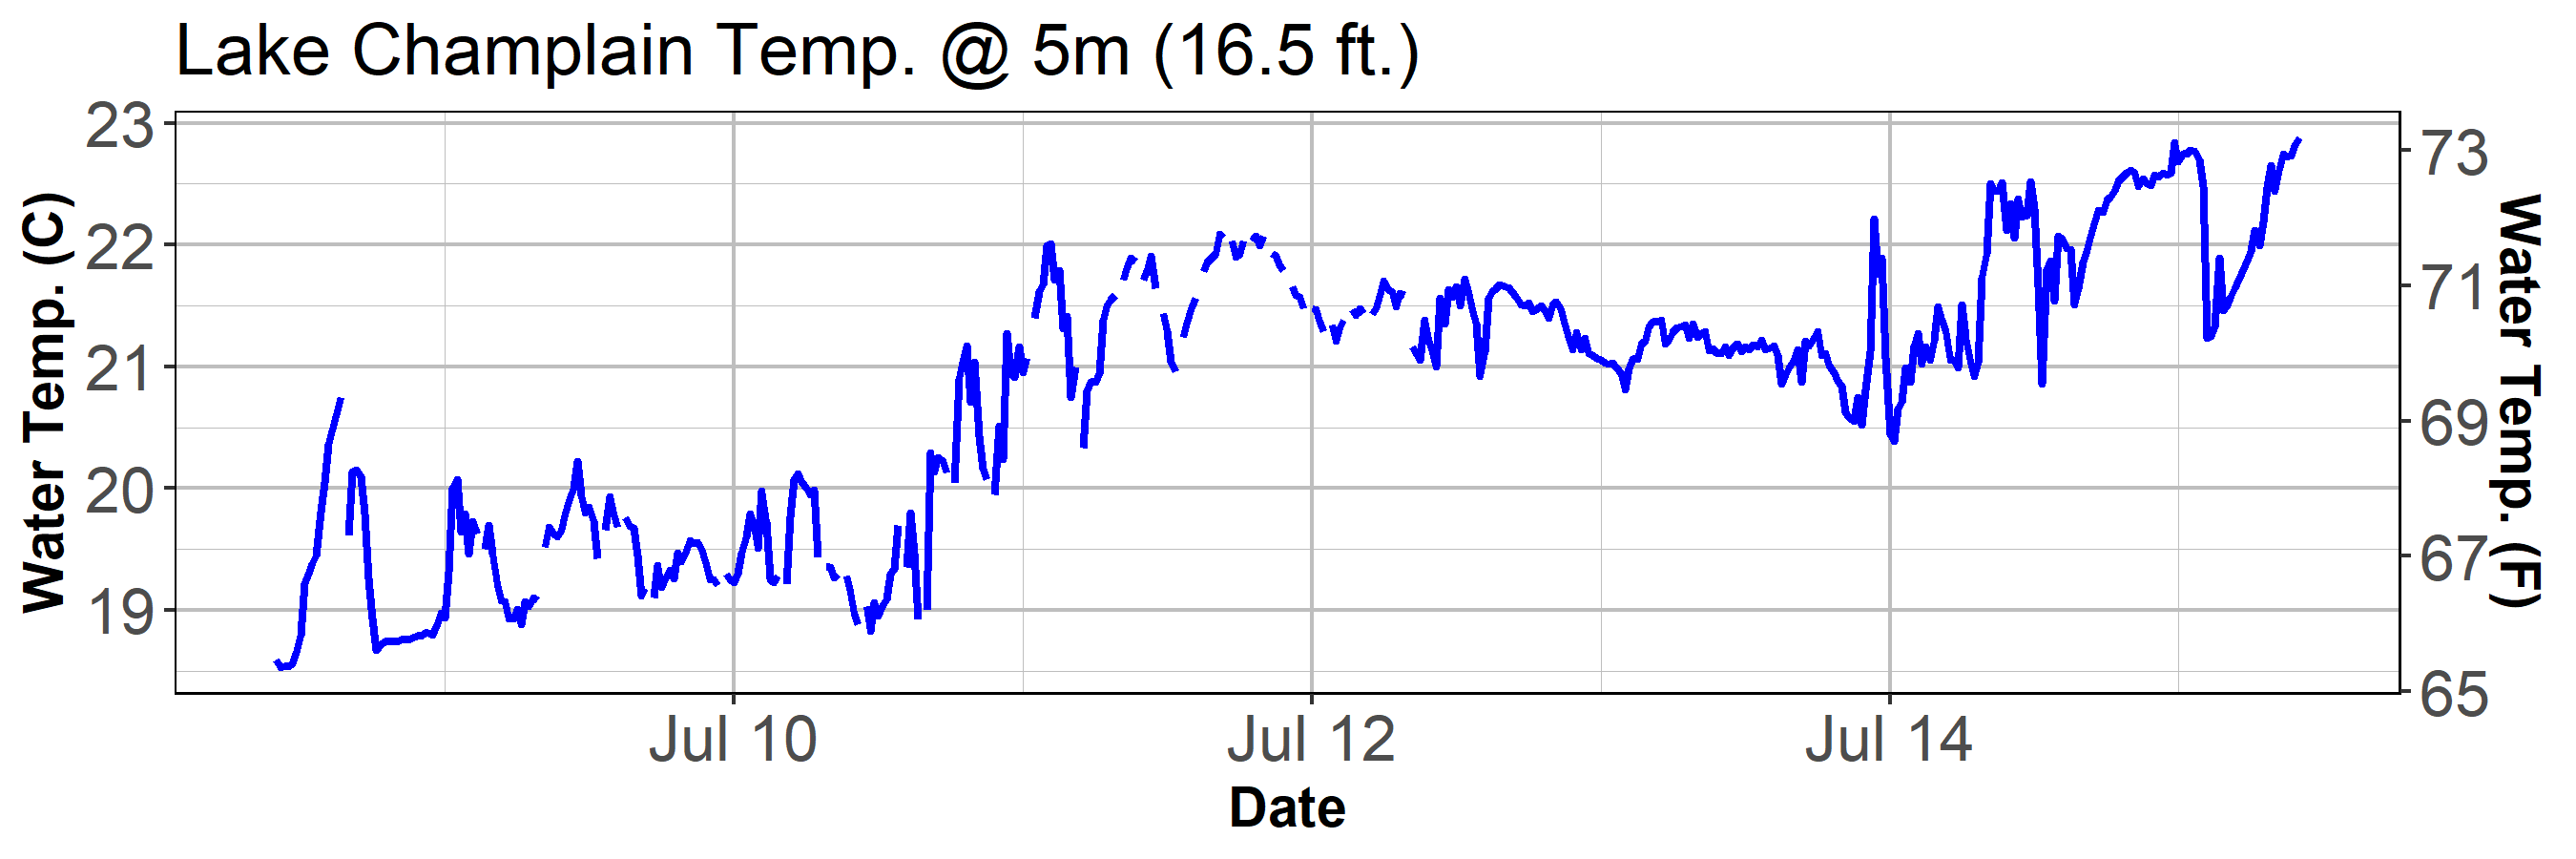 Lake Champlain Temp. @ 5m (16.5 ft.)
Water Temp. (C)
23
22
21
20
19
73
71
69
67
65
Water Temp. (F)
Jul 10 Jul 12 Jul 14
Date